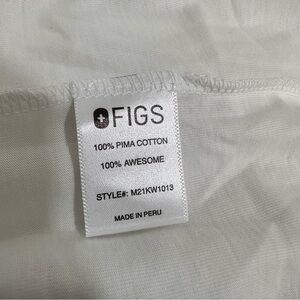 FIGS
100% PIMA COTTON
100% AWESOME
STYLE#: M21KW1013
MADE IN PERU